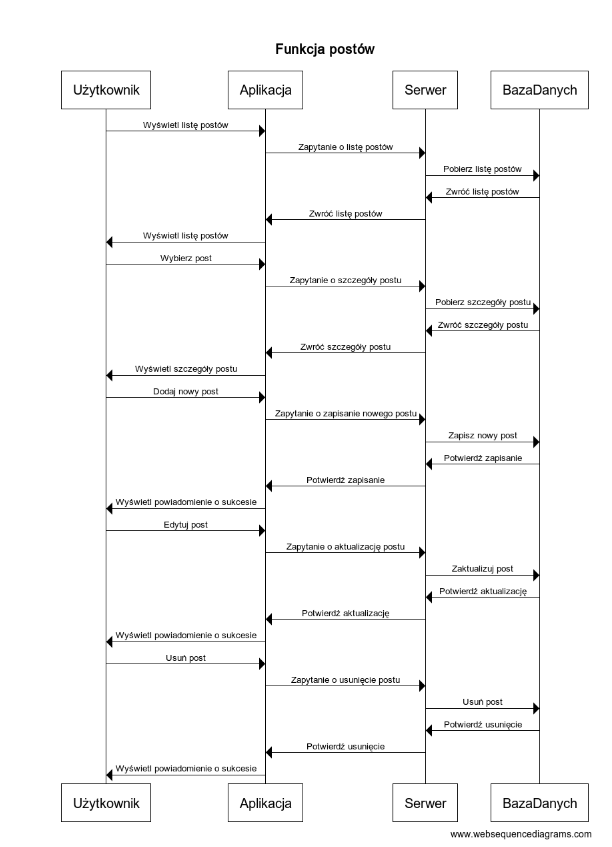 Funkcja postów
Użytkownik
Aplikacja
Serwer
BazaDanych
Wyświetl listę postów
Zapytanie o listę postów
Pobierz listę postów
Zwróć listę postów
Zwróć listę postów
Wyświetl listę postów
Wybierz post
Zapytanie o szczegóły postu
Pobierz szczegóły postu
Zwróć szczegóły postu
Zwróć szczegóły postu
Wyświetl szczegóły postu
Dodaj nowy post
Zapytanie o zapisanie nowego postu
Zapisz nowy post
Potwierdź zapisanie
Potwierdź zapisanie
Wyświetl powiadomienie o sukcesie
Edytuj post
Zapytanie o aktualizację postu
Zaktualizuj post
Potwierdź aktualizację
Potwierdź aktualizację
Wyświetl powiadomienie o sukcesie
Usuń post
Zapytanie o usunięcie postu
Usuń post
Potwierdź usunięcie
Potwierdź usunięcie
Wyświetl powiadomienie o sukcesie
Użytkownik
Aplikacja
Serwer
BazaDanych
www.websequencediagrams.com